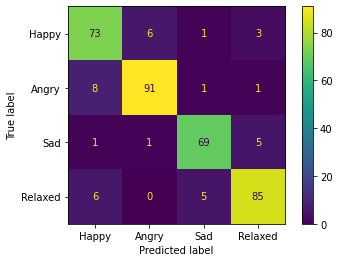 Happy 73 6 1 3
Angry 8 91 1 1
Sad 1 1 69 5
Relaxed 6 0 5 85
Happy Angry Sad Relaxed
Predicted label
True label
80
60
40
20
0